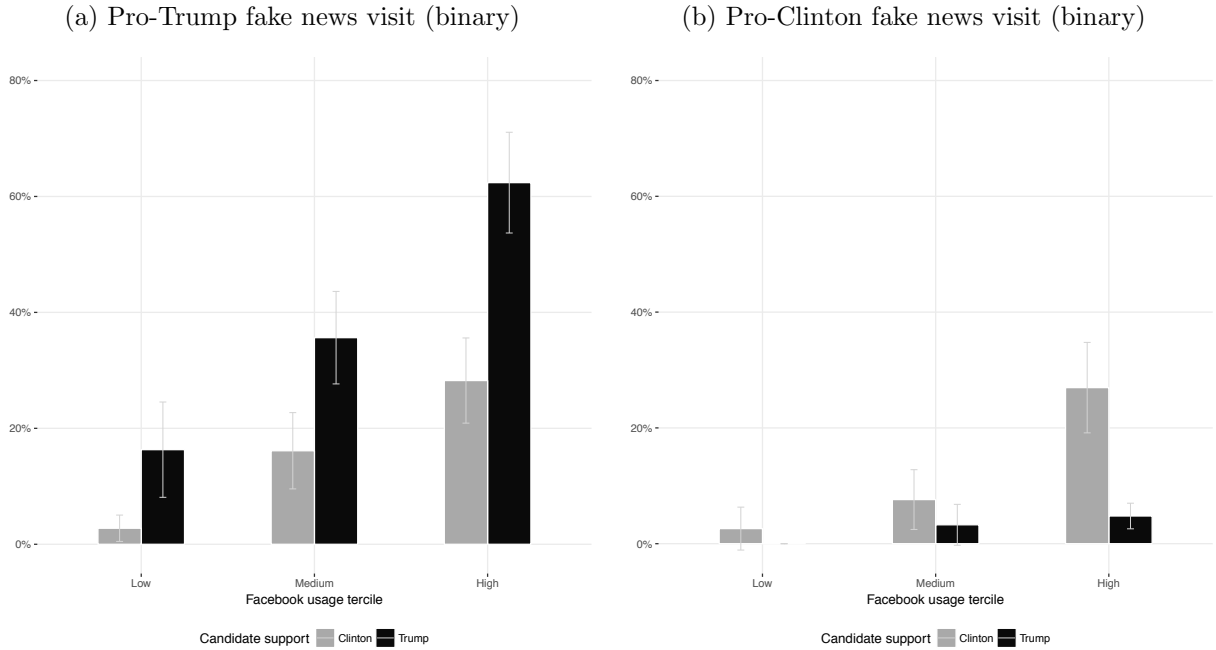 (a) Pro-Trump fake news visit (binary)
80%
60%
40%
20%
0%
Low Medium High
Facebook usage tercile
Candidate support Clinton Trump
(b) Pro-Clinton fake news visit (binary)
80%
60%
40%
20%
0%
Low Medium High
Facebook usage tercile
Candidate support Clinton Trump